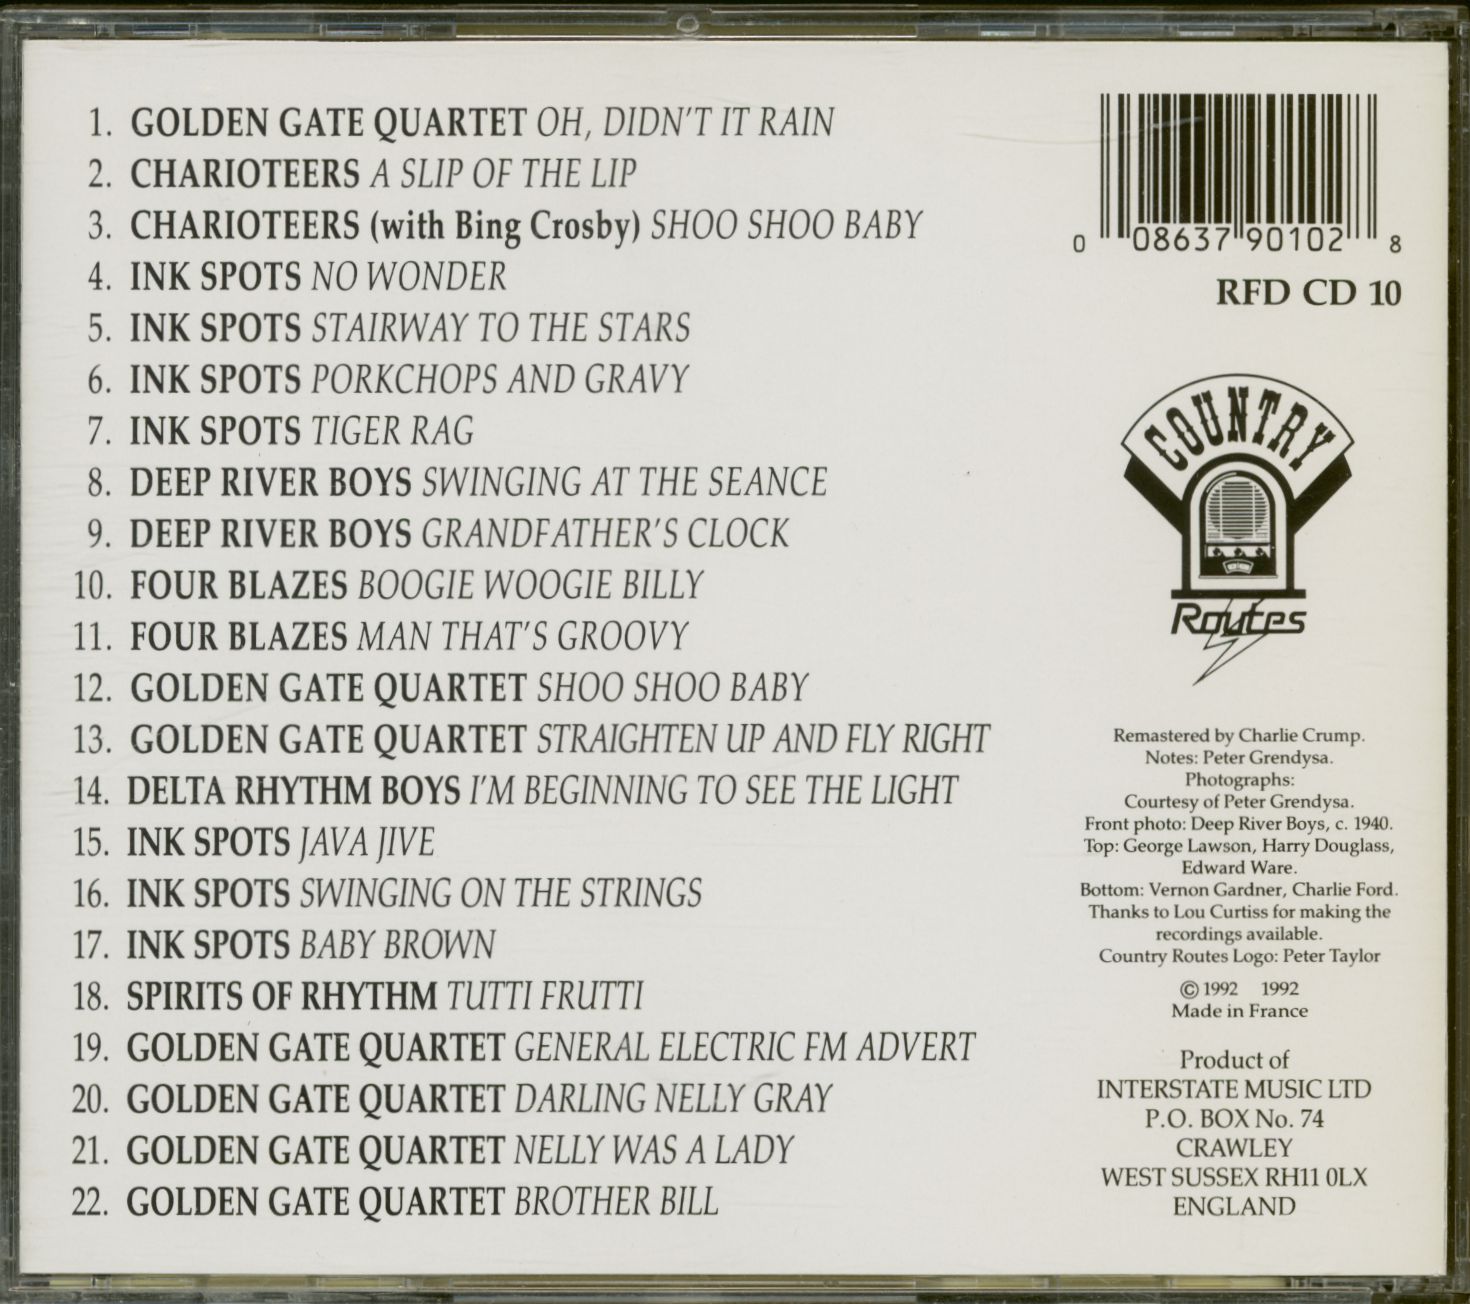 1. GOLDEN GATE QUARTET OH, DIDN'T IT RAIN
2. CHARIOTEERS A SLIP OF THE LIP
3. CHARIOTEERS (with Bing Crosby) SHOO SHOO BABY
4. INK SPOTS NO WONDER
5. INK SPOTS STAIRWAY TO THE STARS
6. INK SPOTS PORKCHOPS AND GRAVY
7. INK SPOTS TIGER RAG
8. DEEP RIVER BOYS SWINGING AT THE SEANCE
9. DEEP RIVER BOYS GRANDFATHER'S CLOCK
10. FOUR BLAZES BOOGIE WOOGIE BILLY
11. FOUR BLAZES MAN THAT'S GROOVY
12. GOLDEN GATE QUARTET SHOO SHOO BABY
13. GOLDEN GATE QUARTET STRAIGHTEN UP AND FLY RIGHT
14. DELTA RHYTHM BOYS I'M BEGINNING TO SEE THE LIGHT
15. INK SPOTS JAVA JIVE
16. INK SPOTS SWINGING ON THE STRINGS
17. INK SPOTS BABY BROWN
18. SPIRITS OF RHYTHM TUTTI FRUTTI
19. GOLDEN GATE QUARTET GENERAL ELECTRIC FM ADVERT
20. GOLDEN GATE QUARTET DARLING NELLY GRAY
21. GOLDEN GATE QUARTET NELLY WAS A LADY
22. GOLDEN GATE QUARTET BROTHER BILL
0 08637 90102 8
RFD CD 10
COUNTRY
Routes
Remastered by Charlie Crump.
Notes: Peter Grendysa.
Photographs:
Courtesy of Peter Grendysa.
Front photo: Deep River Boys, c. 1940.
Top: George Lawson, Harry Douglass,
Edward Ware.
Bottom: Vernon Gardner, Charlie Ford.
Thanks to Lou Curtiss for making the
recordings available.
Country Routes Logo: Peter Taylor
© 1992 1992
Made in France
Product of
INTERSTATE MUSIC LTD
P.O. BOX No. 74
CRAWLEY
WEST SUSSEX RH11 0LX
ENGLAND